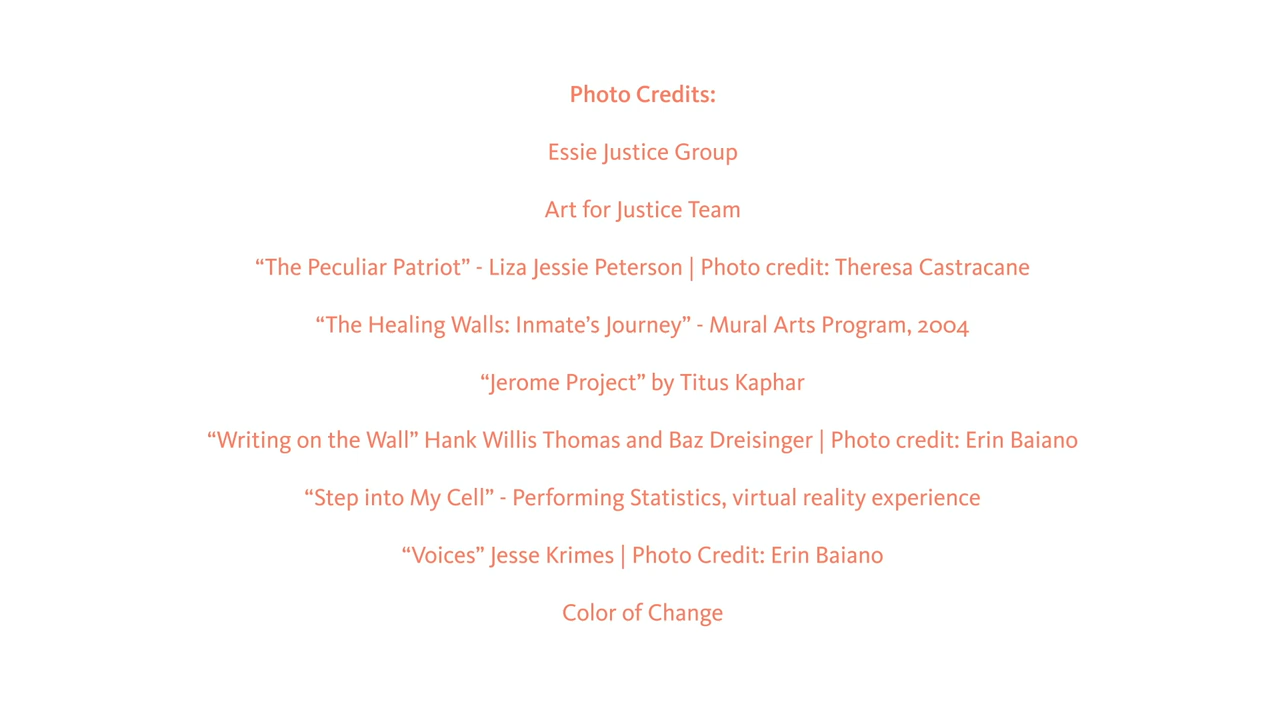 Photo Credits:
Essie Justice Group
Art for Justice Team
“The Peculiar Patriot” - Liza Jessie Peterson | Photo credit: Theresa Castracane
“The Healing Walls: Inmate’s Journey” - Mural Arts Program, 2004
“Jerome Project” by Titus Kaphar
“Writing on the Wall” Hank Willis Thomas and Baz Dreisinger | Photo credit: Erin Baiano
“Step into My Cell” - Performing Statistics, virtual reality experience
“Voices” Jesse Krimes | Photo Credit: Erin Baiano
Color of Change